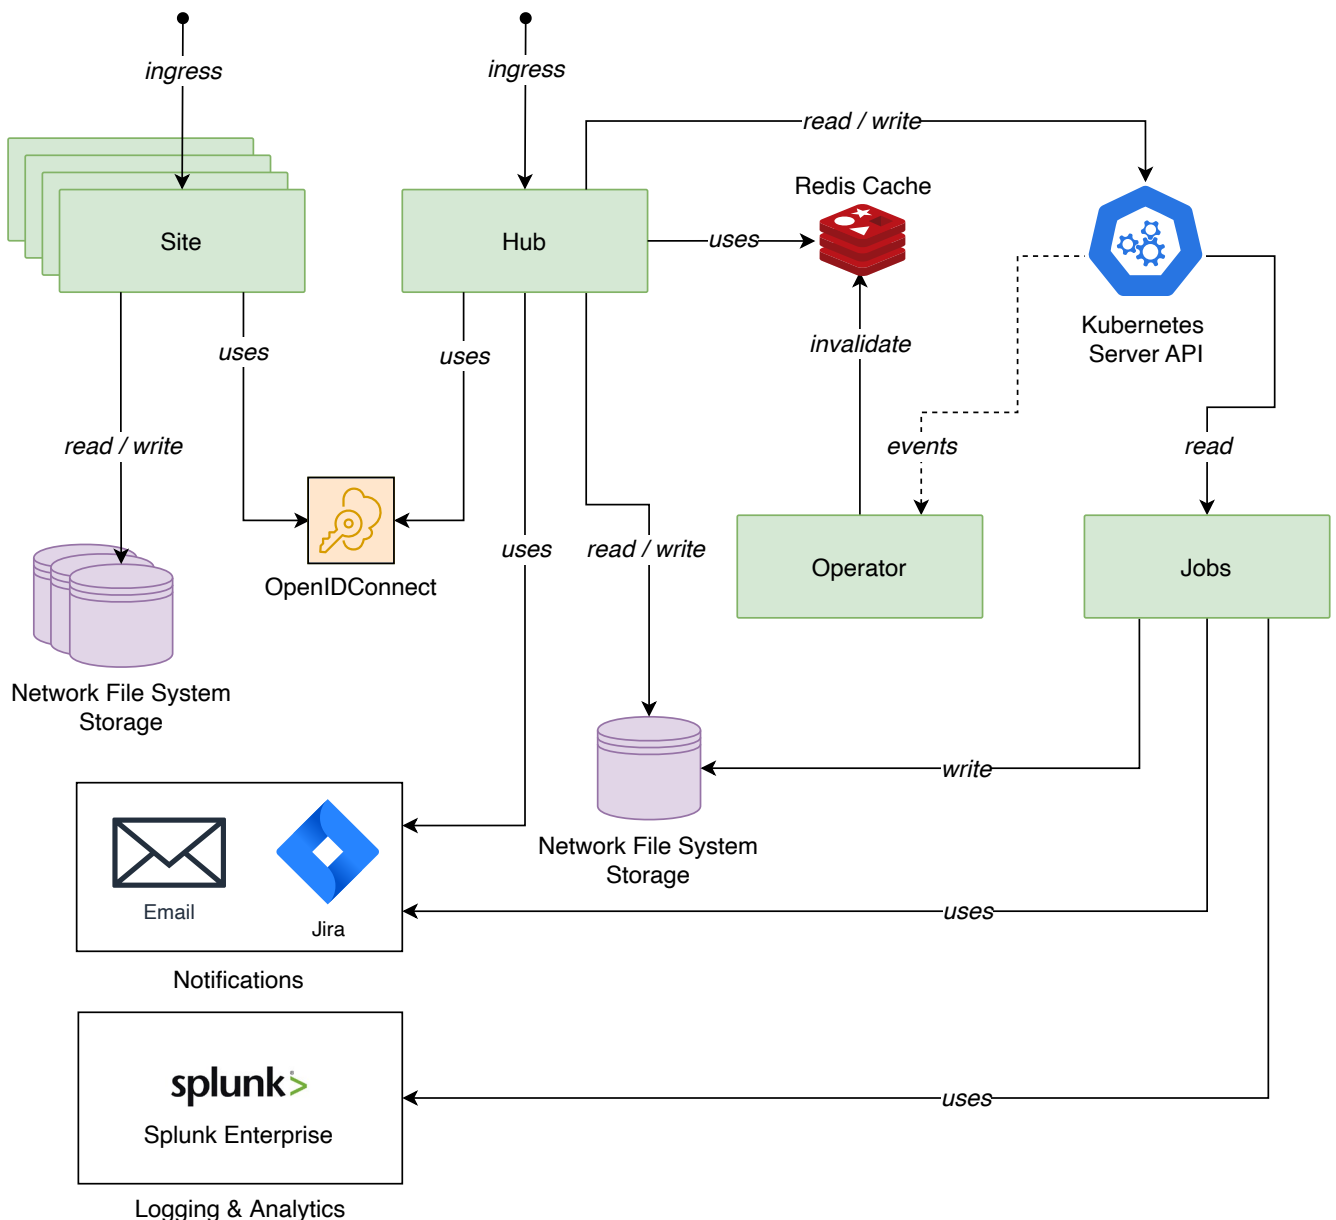 ingress
ingress
read / write
Redis Cache
Site
Hub
uses
Kubernetes
Server API
uses
uses
invalidate
read / write
events
read
uses
read / write
OpenIDConnect
Operator
Jobs
Network File System
Storage
write
Network File System
Storage
Email
Jira
uses
Notifications
splunk>
Splunk Enterprise
uses
Logging & Analytics